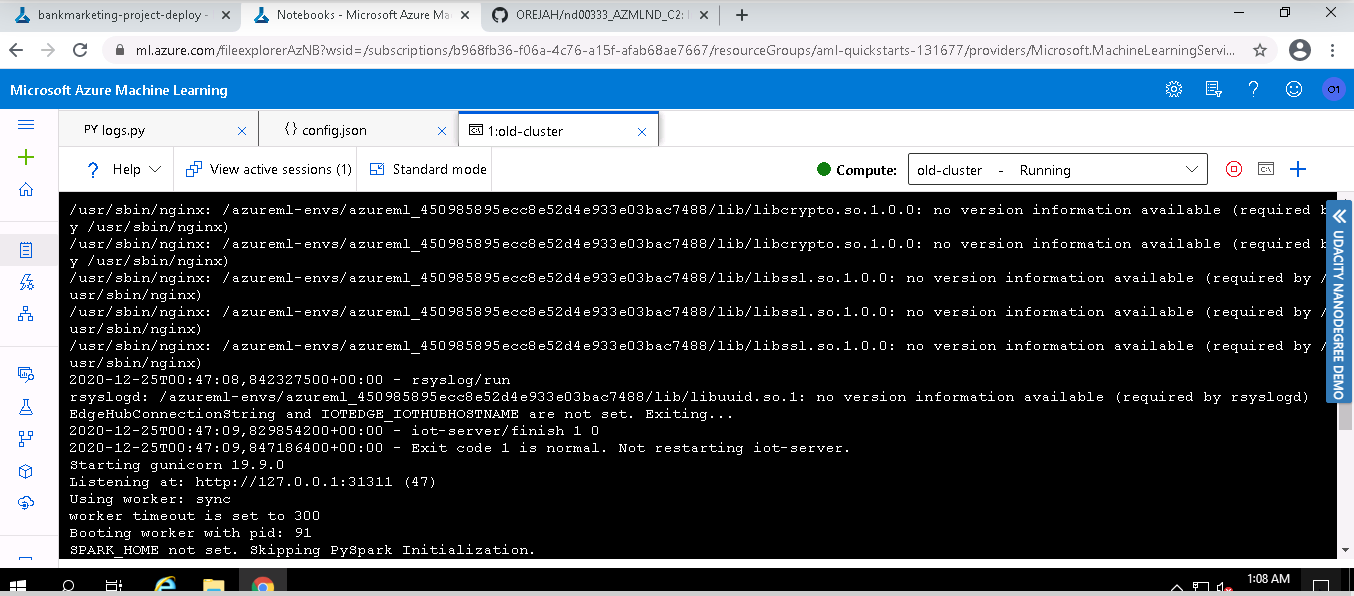 bankmarketing-project-deploy -
Notebooks - Microsoft Azure Ma
OREJAH/nd00333_AZMLND_C2:
ml.azure.com/fileexplorerAzNB?wsid=/subscriptions/b968fb36-f06a-4c76-a15f-afab68ae7667/resourceGroups/aml-quickstarts-131677/providers/Microsoft.MachineLearningServi...
Microsoft Azure Machine Learning
O1
PY logs.py
{} config.json
1:old-cluster
? Help
View active sessions (1)
Standard mode
Compute:
old-cluster - Running
/usr/sbin/nginx: /azureml-envs/azureml_450985895ecc8e52d4e933e03bac7488/lib/libcrypto.so.1.0.0: no version information available (required b
y /usr/sbin/nginx)
/usr/sbin/nginx: /azureml-envs/azureml_450985895ecc8e52d4e933e03bac7488/lib/libcrypto.so.1.0.0: no version information available (required b
y /usr/sbin/nginx)
/usr/sbin/nginx: /azureml-envs/azureml_450985895ecc8e52d4e933e03bac7488/lib/libssl.so.1.0.0: no version information available (required by /
usr/sbin/nginx)
/usr/sbin/nginx: /azureml-envs/azureml_450985895ecc8e52d4e933e03bac7488/lib/libssl.so.1.0.0: no version information available (required by /
usr/sbin/nginx)
/usr/sbin/nginx: /azureml-envs/azureml_450985895ecc8e52d4e933e03bac7488/lib/libssl.so.1.0.0: no version information available (required by /
usr/sbin/nginx)
2020-12-25T00:47:08,842327500+00:00 - rsyslog/run
rsyslogd: /azureml-envs/azureml_450985895ecc8e52d4e933e03bac7488/lib/libuuid.so.1: no version information available (required by rsyslogd)
EdgeHubConnectionString and IOTEDGE_IOTHUBHOSTNAME are not set. Exiting...
2020-12-25T00:47:09,829854200+00:00 - iot-server/finish 1 0
2020-12-25T00:47:09,847186400+00:00 - Exit code 1 is normal. Not restarting iot-server.
Starting gunicorn 19.9.0
Listening at: http://127.0.0.1:31311 (47)
Using worker: sync
worker timeout is set to 300
Booting worker with pid: 91
SPARK_HOME not set. Skipping PySpark Initialization.
UDACITY NANODEGREE DEMO
1:08 AM